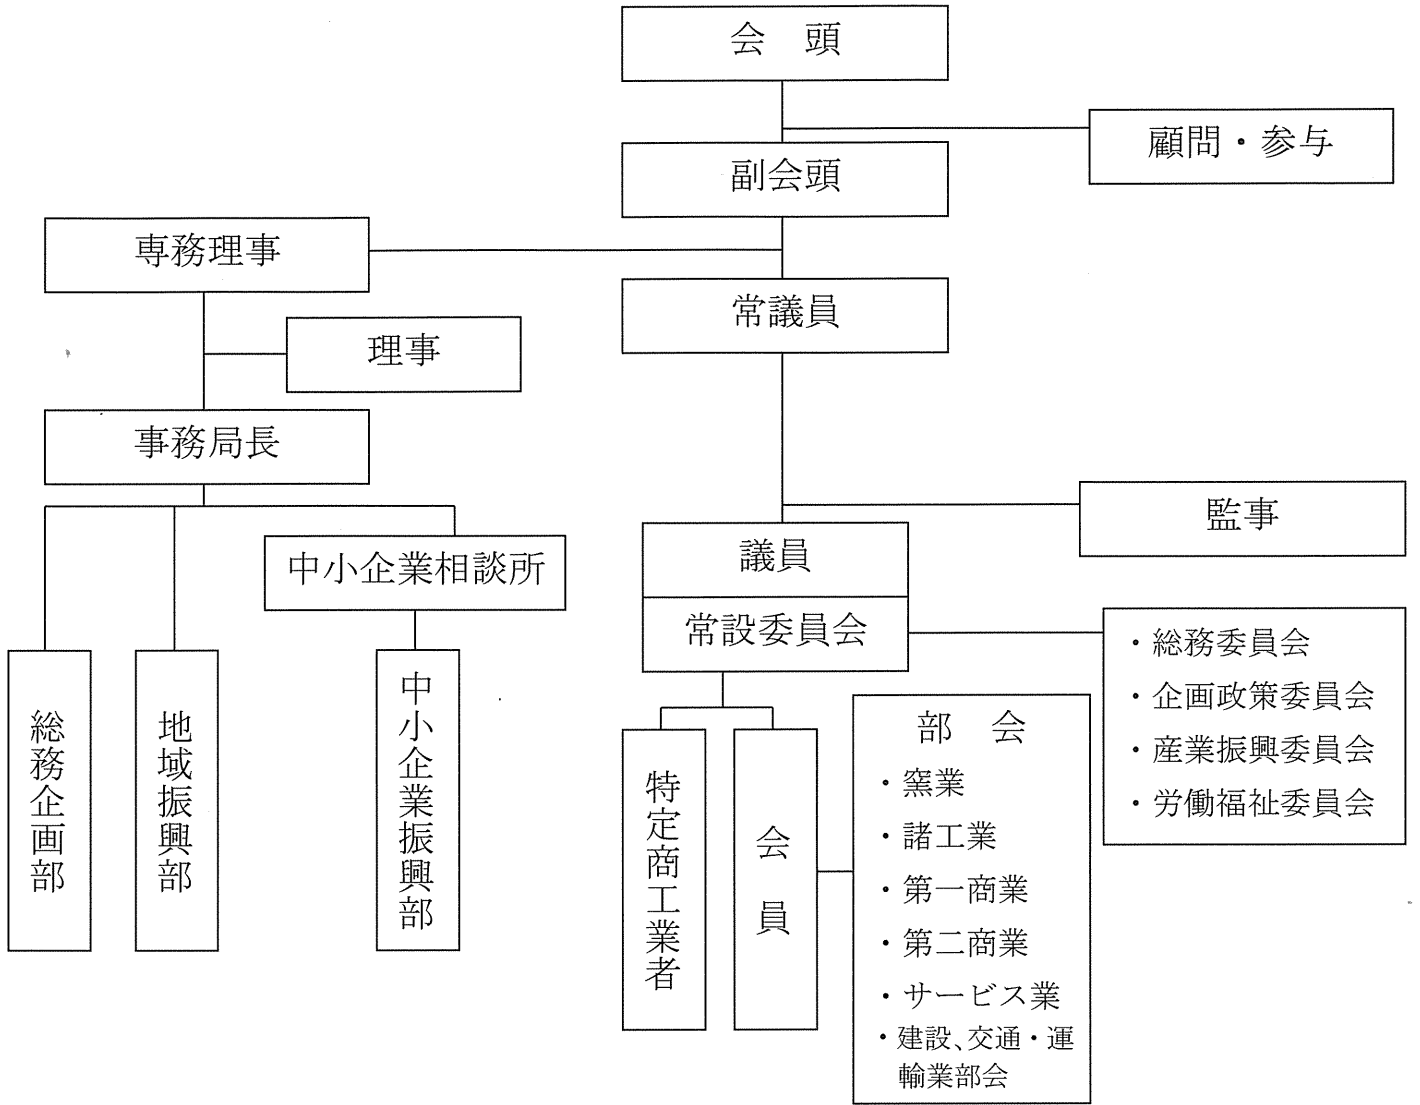 会　頭
顧問・参与
副会頭
専務理事
常議員
理事
事務局長
監事
中小企業相談所
議員
常設委員会
・総務委員会
・企画政策委員会
・産業振興委員会
・労働福祉委員会
総務企画部
地域振興部
中小企業振興部
特定商工業者
会員
部　会
・窯業
・諸工業
・第一商業
・第二商業
・サービス業
・建設、交通・運
輸業部会